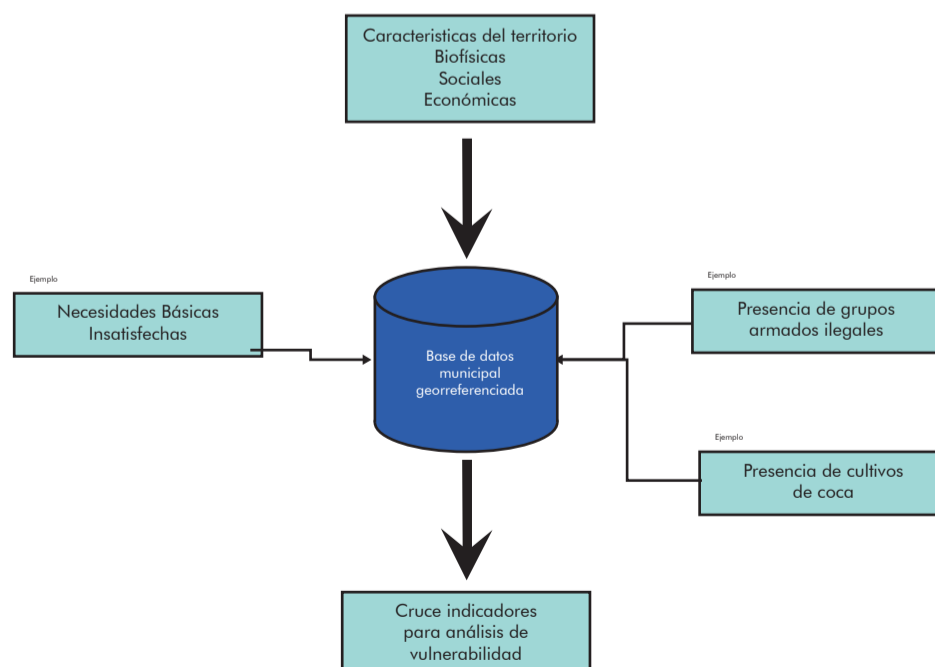 Caracteristicas del territorio
Biofísicas
Sociales
Económicas
Ejemplo
Necesidades Básicas
Insatisfechas
Base de datos
municipal
georreferenciada
Ejemplo
Presencia de grupos
armados ilegales
Ejemplo
Presencia de cultivos
de coca
Cruce indicadores
para análisis de
vulnerabilidad